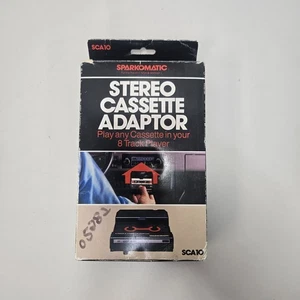 SCA10
SPARKOMATIC
STEREO
CASSETTE
ADAPTOR
Play any Cassette in your
8 Track Player
SCA10